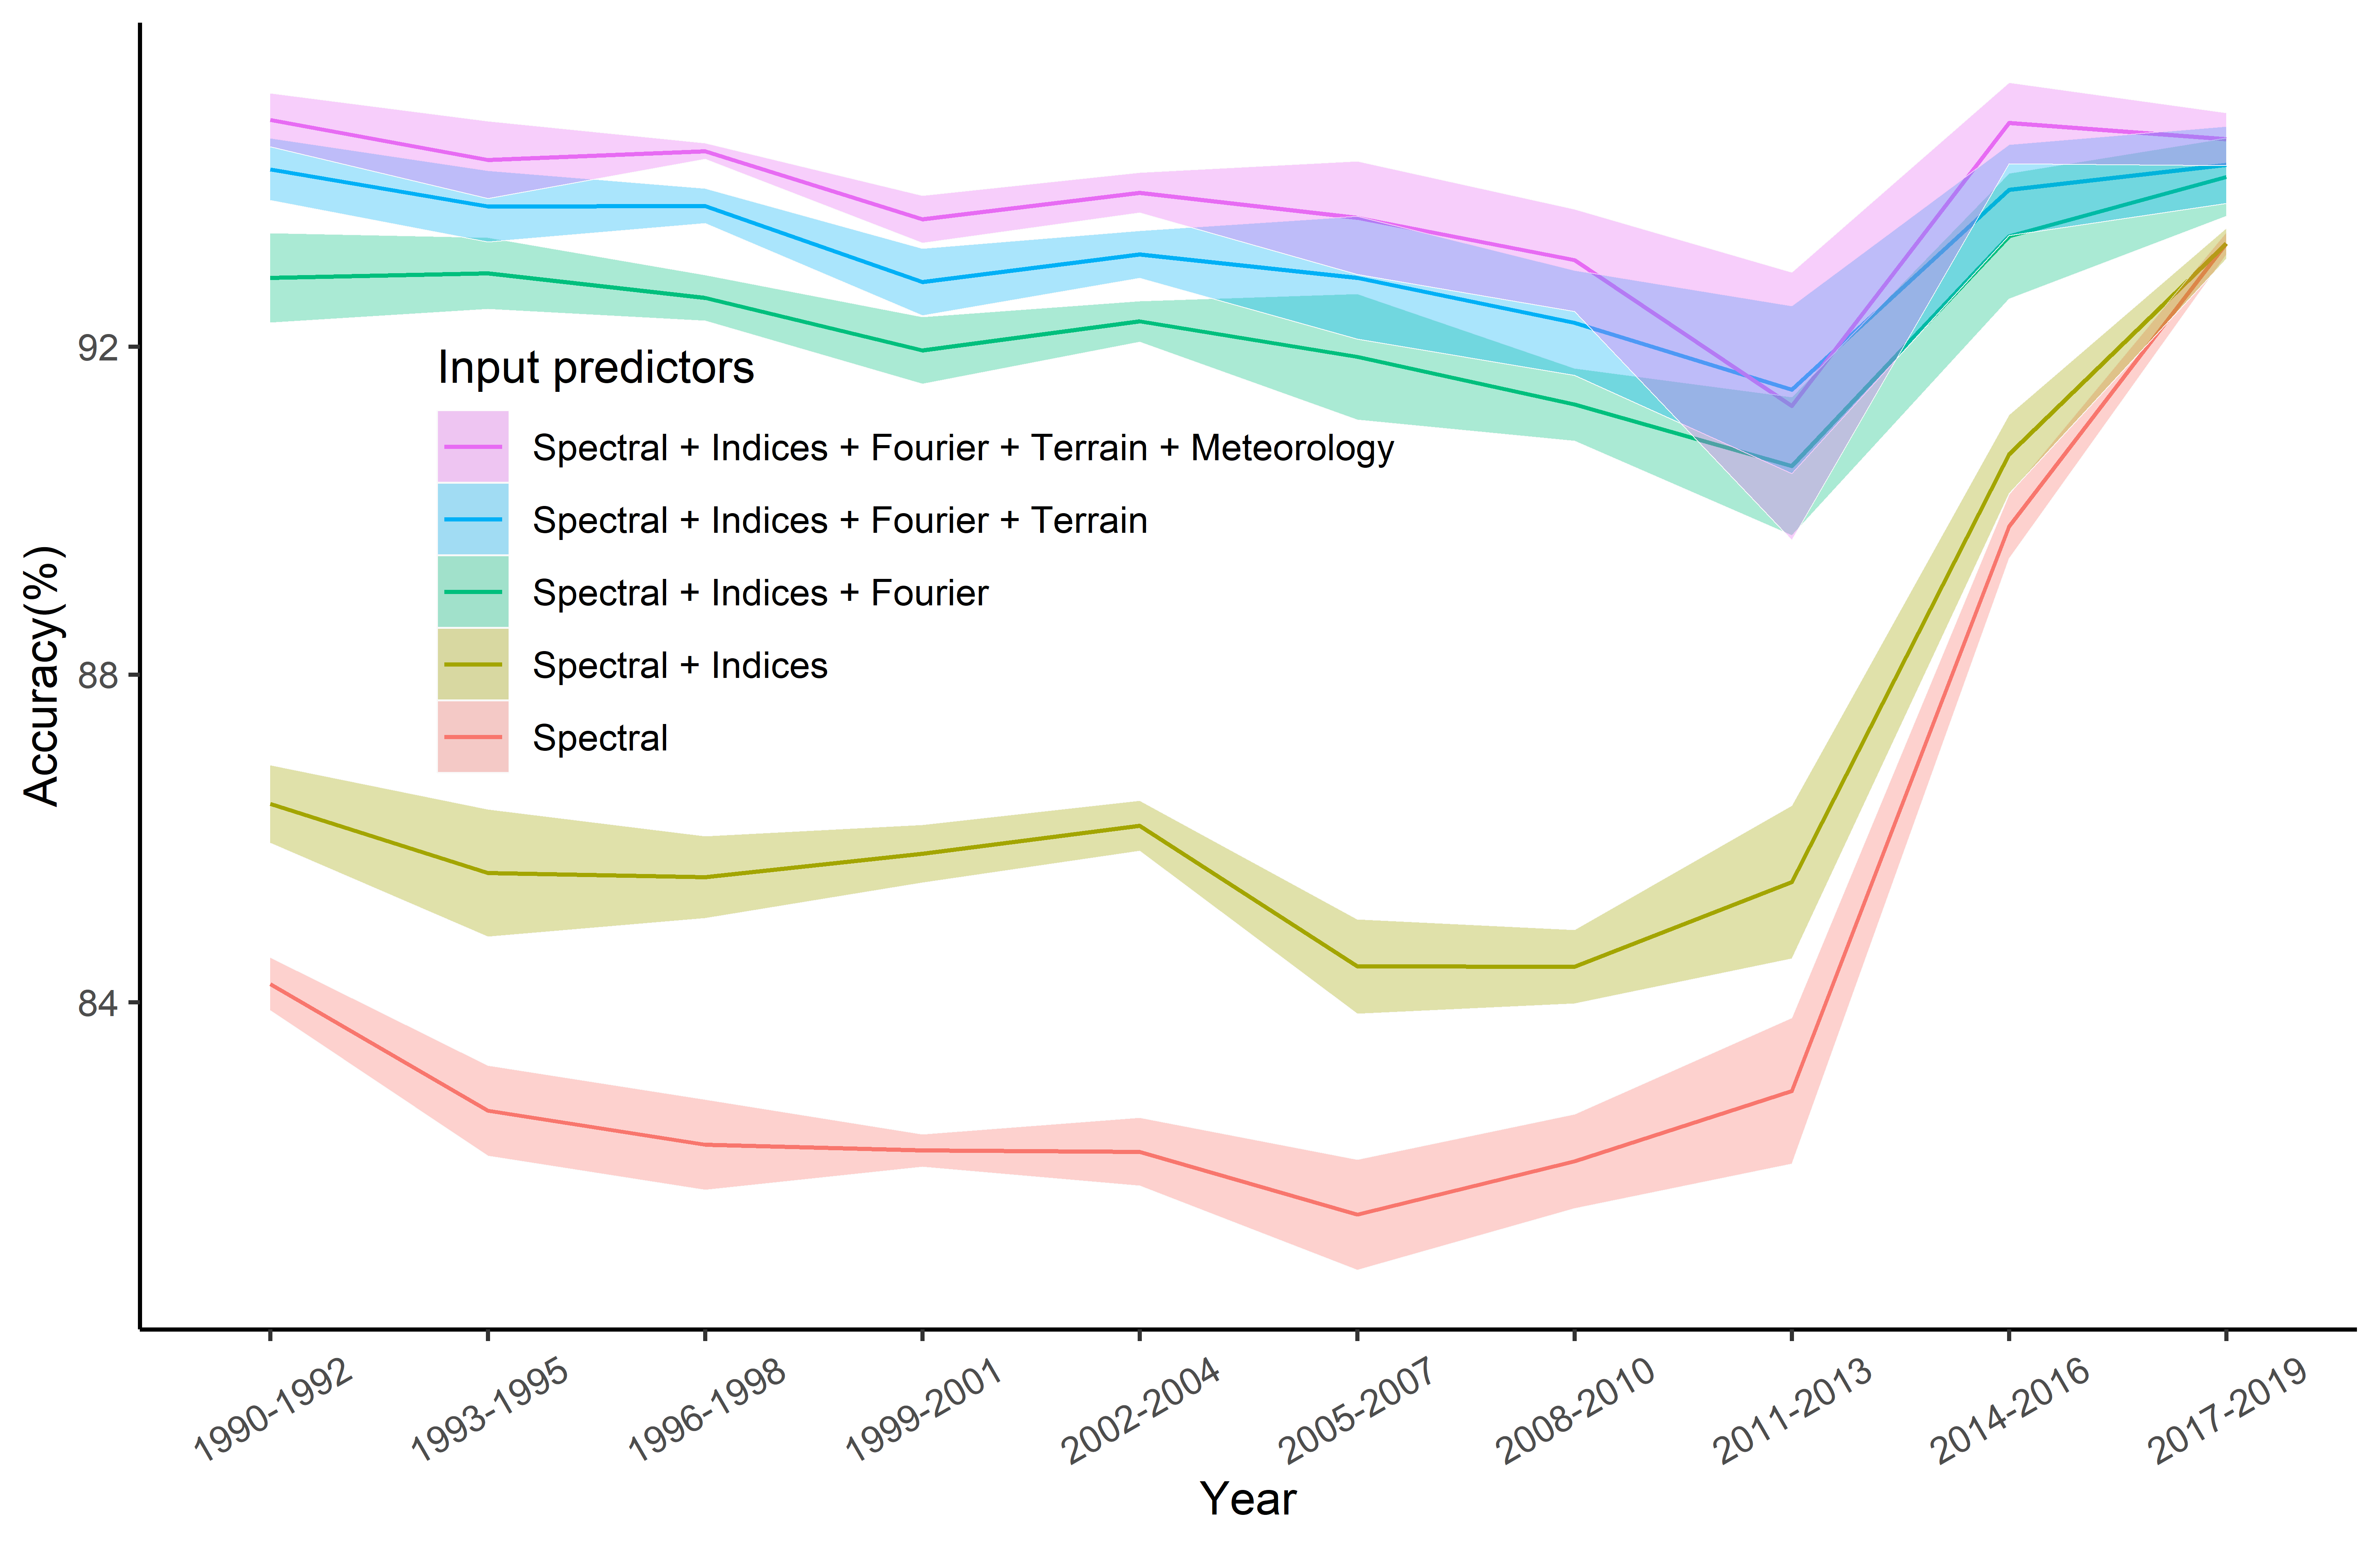 Accuracy(%)
92
88
84
Input predictors
Spectral + Indices + Fourier + Terrain + Meteorology
Spectral + Indices + Fourier + Terrain
Spectral + Indices + Fourier
Spectral + Indices
Spectral
1990-1992
1993-1995
1996-1998
1999-2001
2002-2004
2005-2007
2008-2010
2011-2013
2014-2016
2017-2019
Year